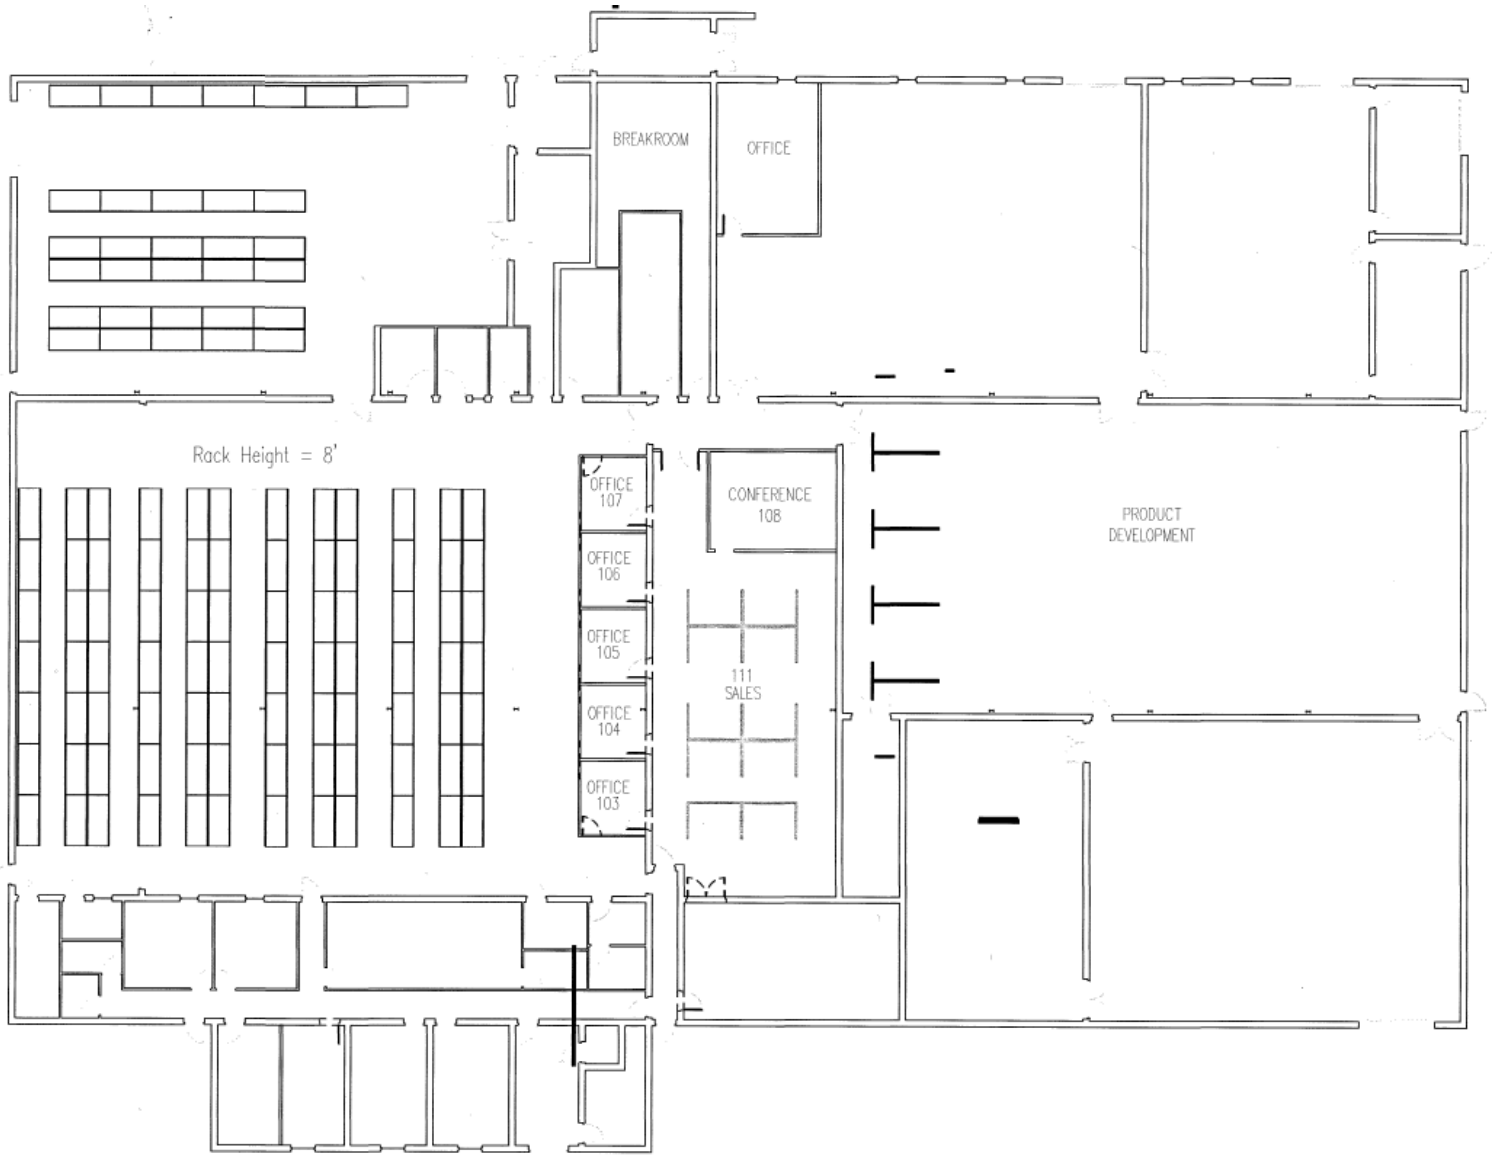 BREAKROOM
OFFICE
Rack Height = 8'
OFFICE
107
CONFERENCE
108
PRODUCT
DEVELOPMENT
OFFICE
106
OFFICE
105
111
SALES
OFFICE
104
OFFICE
103